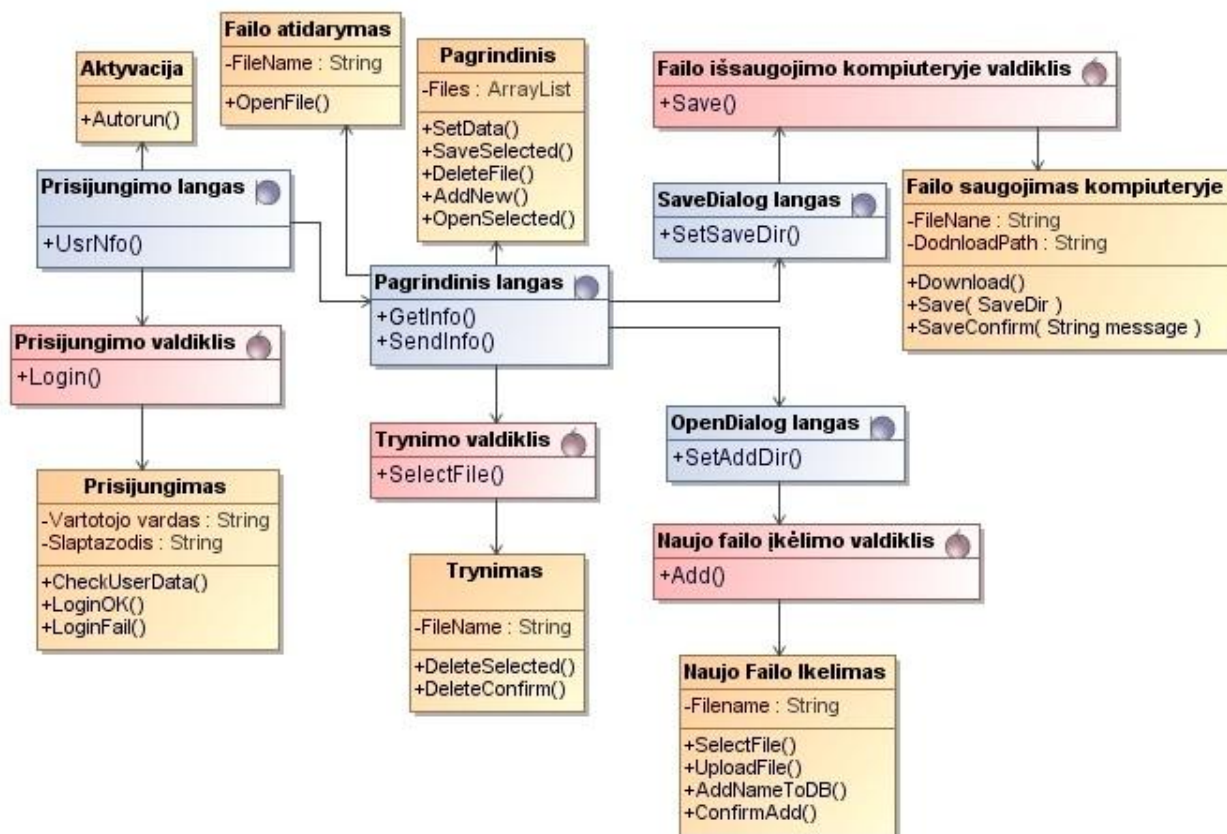 Aktyvacija
+Autorun()
Failo atidarymas
-FileName : String
+OpenFile()
Pagrindinis
-Files : ArrayList
+SetData()
+SaveSelected()
+DeleteFile()
+AddNew()
+OpenSelected()
Failo išsaugojimo kompiuteryje valdiklis
+Save()
Prisijungimo langas
+UsrNfo()
SaveDialog langas
+SetSaveDir()
Failo saugojimas kompiuteryje
-FileNane : String
-DodnloadPath : String
+Download()
+Save( SaveDir )
+SaveConfirm( String message )
Pagrindinis langas
+GetInfo()
+SendInfo()
Prisijungimo valdiklis
+Login()
Trynimo valdiklis
+SelectFile()
OpenDialog langas
+SetAddDir()
Prisijungimas
-Vartotojo vardas : String
-Slaptazodis : String
+CheckUserData()
+LoginOK()
+LoginFail()
Naujo failo įkėlimo valdiklis
+Add()
Trynimas
-FileName : String
+DeleteSelected()
+DeleteConfirm()
Naujo Failo Ikelimas
-Filename : String
+SelectFile()
+UploadFile()
+AddNameToDB()
+ConfirmAdd()